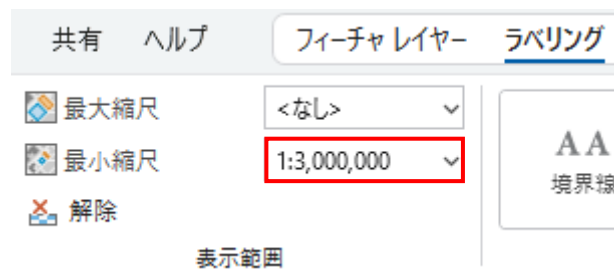 共有 ヘルプ フィーチャ レイヤー ラベリング
最大縮尺 <なし>
最小縮尺 1:3,000,000
解除
表示範囲
A A
境界線